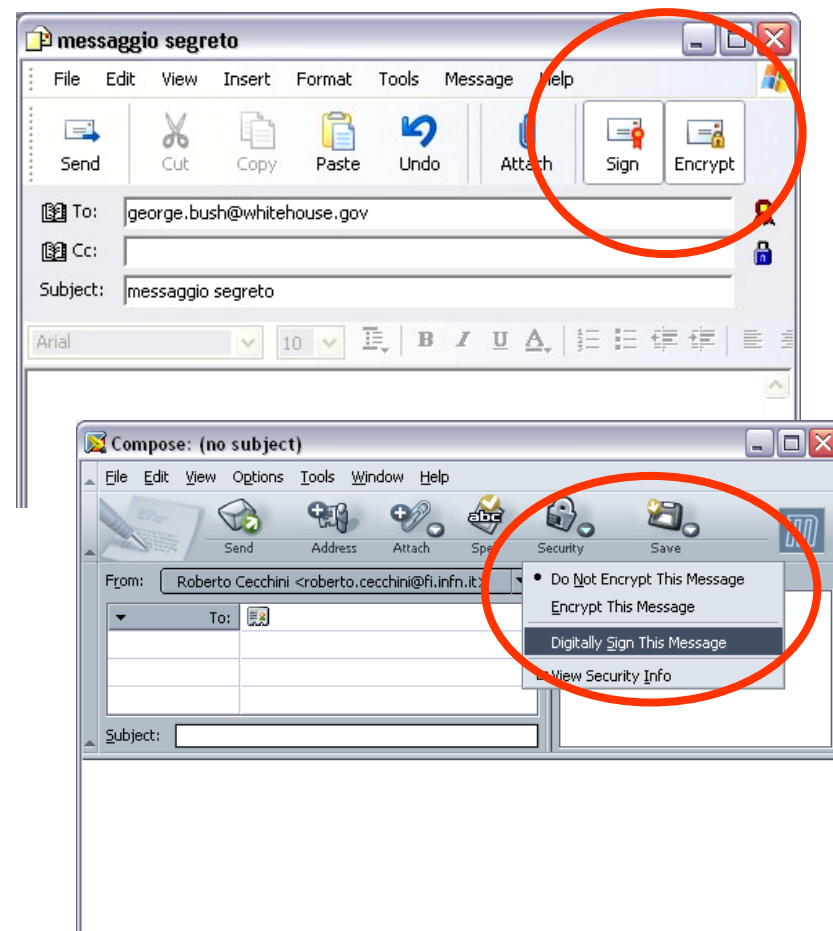 messaggio segreto
File Edit View Insert Format Tools Message Help
Send Cut Copy Paste Undo Attach Sign Encrypt
To: george.bush@whitehouse.gov
Cc:
Subject: messaggio segreto
Arial 10 B I U A
Compose: (no subject)
File Edit View Options Tools Window Help
abc
Send Address Attach Spell Security Save
From: Roberto Cecchini <roberto.cecchini@fi.infn.it>
Do Not Encrypt This Message
To:
Encrypt This Message
Digitally Sign This Message
View Security Info
Subject: